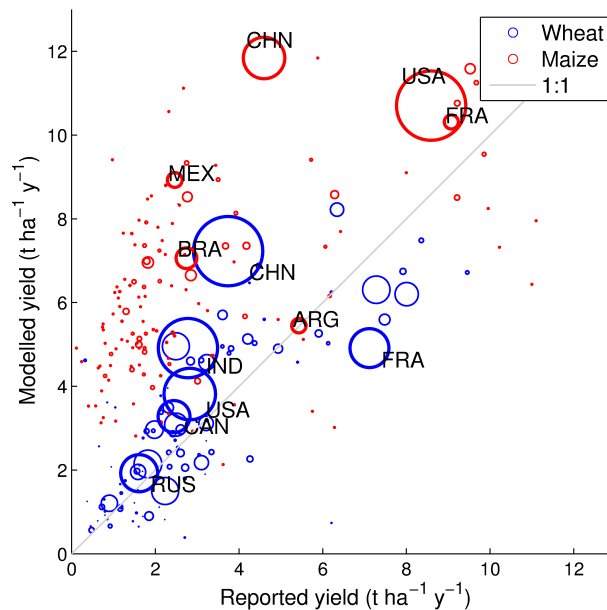 Wheat
Maize
1:1
CHN
USA
FRA
MEX
BRA
CHN
ARG
FRA
IND
USA
CAN
RUS
12
10
8
6
4
2
0
0 2 4 6 8 10 12
Modelled yield (t ha⁻¹ y⁻¹)
Reported yield (t ha⁻¹ y⁻¹)